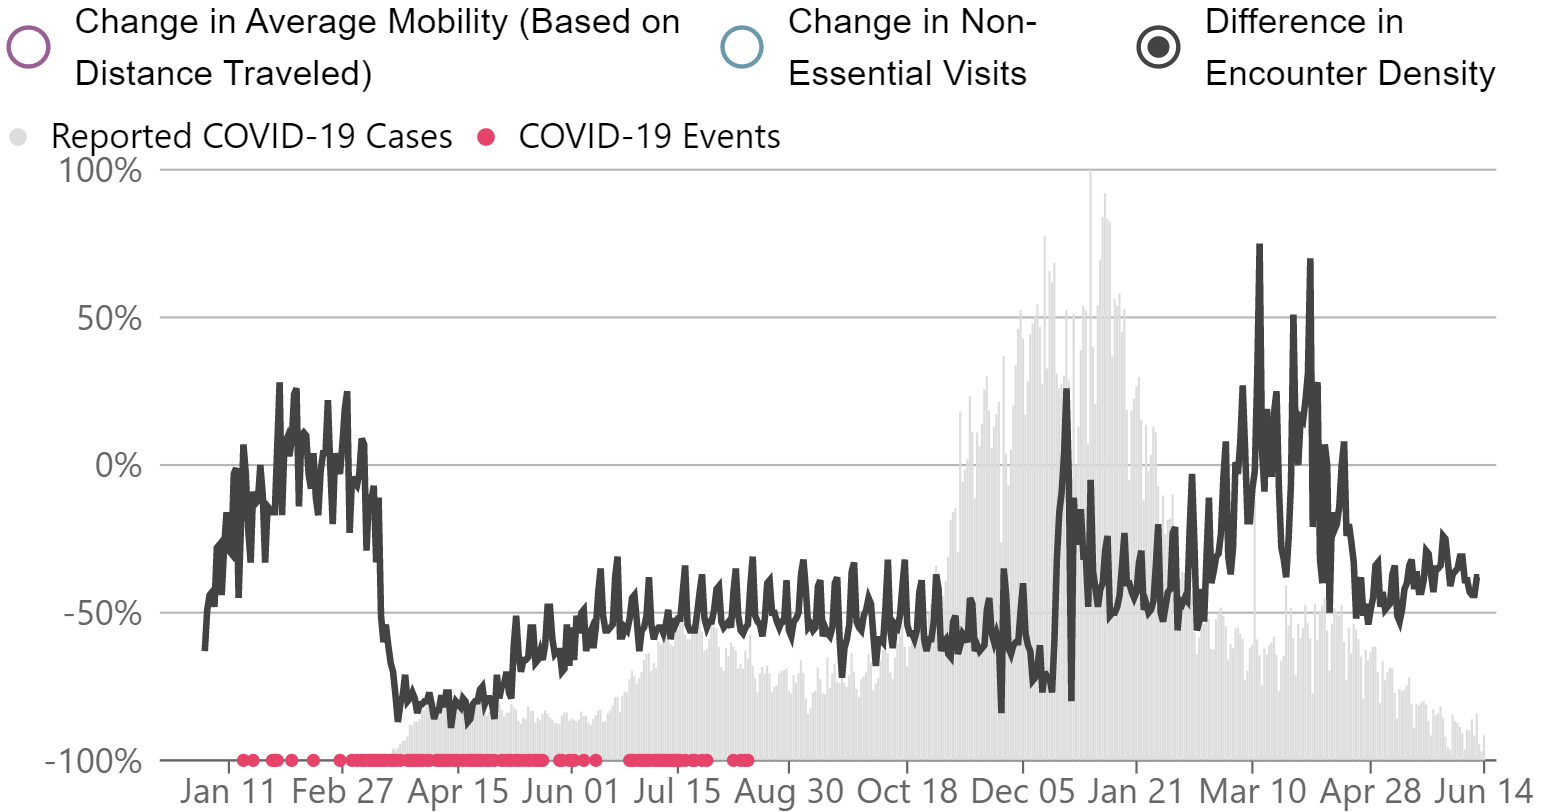 Change in Average Mobility (Based on
Distance Traveled)
Change in Non-
Essential Visits
Difference in
Encounter Density
Reported COVID-19 Cases
COVID-19 Events
100%
50%
0%
-50%
-100%
Jan 11 Feb 27 Apr 15 Jun 01 Jul 15 Aug 30 Oct 18 Dec 05 Jan 21 Mar 10 Apr 28 Jun 14